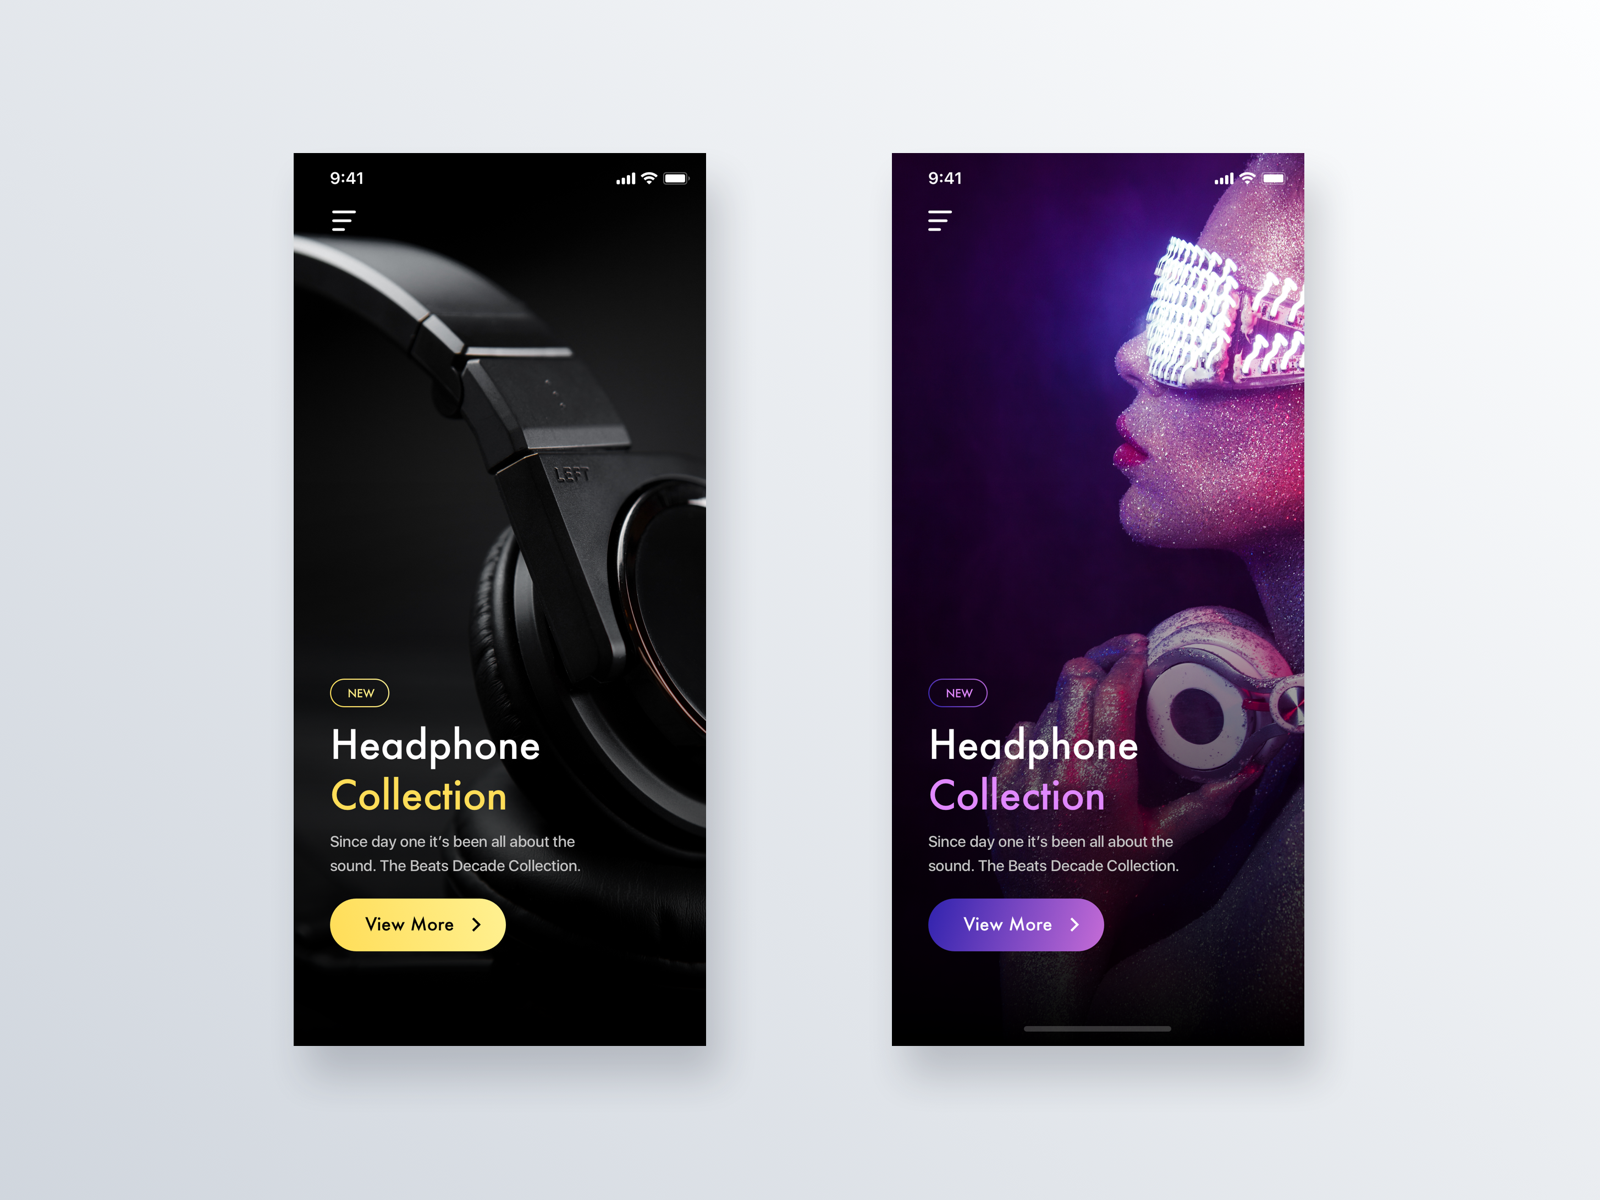 9:41
LEFT
NEW
Headphone
Collection
Since day one it’s been all about the
sound. The Beats Decade Collection.
View More
9:41
NEW
Headphone
Collection
Since day one it’s been all about the
sound. The Beats Decade Collection.
View More